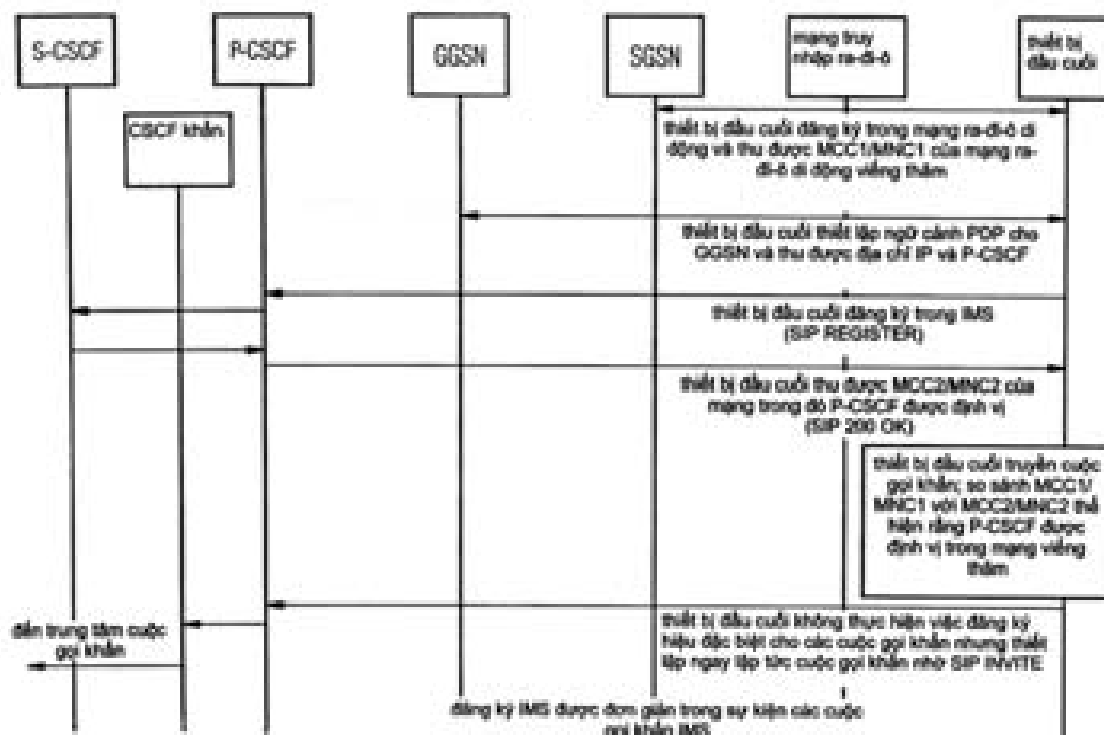 S-CSCF
P-CSCF
GGSN
SGSN
mạng truy
nhập ra-đi-ô
thiết bị
đầu cuối
CSCF khẩn
thiết bị đầu cuối đăng ký trong mạng ra-đi-ô di
động và thu được MCC1/MNC1 của mạng ra-
đi-ô di động viếng thăm
thiết bị đầu cuối thiết lập ngữ cảnh PDP cho
GGSN và thu được địa chỉ IP và P-CSCF
thiết bị đầu cuối đăng ký trong IMS
(SIP REGISTER)
thiết bị đầu cuối thu được MCC2/MNC2 của
mạng trong đó P-CSCF được định vị
(SIP 200 OK)
thiết bị đầu cuối truyền cuộc
gọi khẩn; so sánh MCC1/
MNC1 với MCC2/MNC2 thể
hiện rằng P-CSCF được
định vị trong mạng viếng
thăm
đến trung tâm cuộc
gọi khẩn
thiết bị đầu cuối không thực hiện việc đăng ký
hiệu đặc biệt cho các cuộc gọi khẩn nhưng thiết
lập ngay lập tức cuộc gọi khẩn nhờ SIP INVITE
đăng ký IMS được đơn giản trong sự kiện các cuộc
gọi khẩn IMS